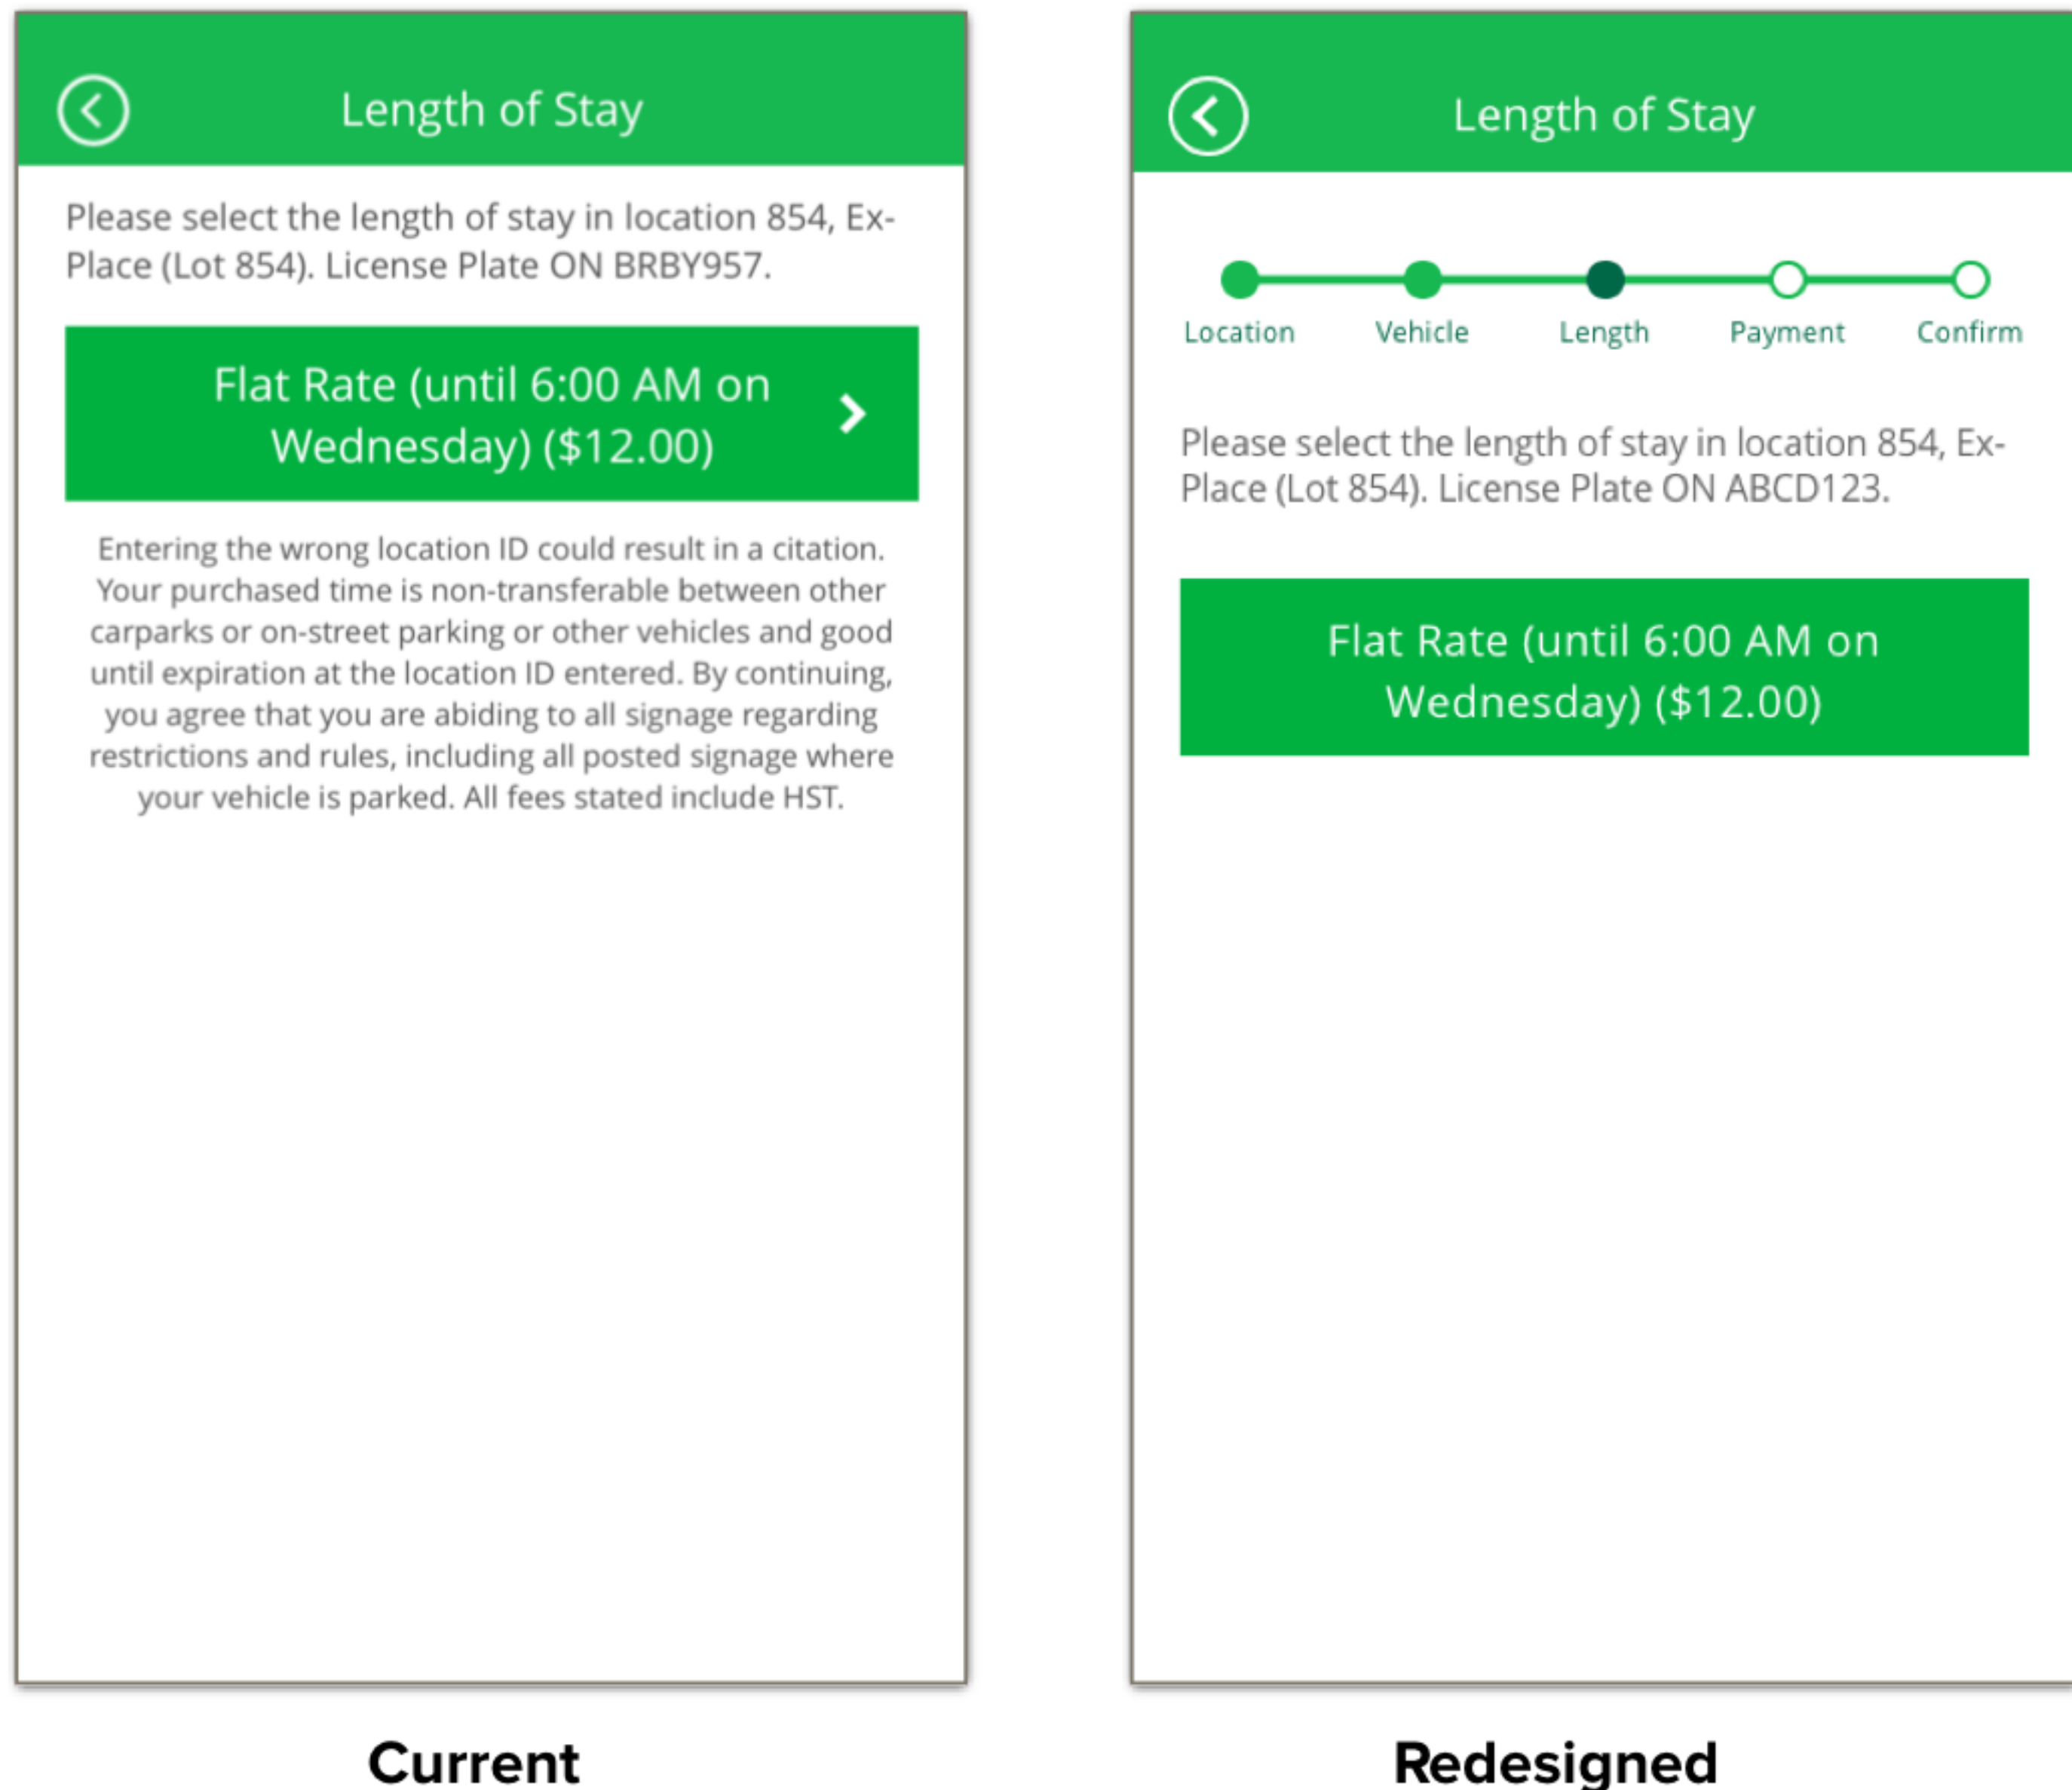 Length of Stay
Please select the length of stay in location 854, Ex-
Place (Lot 854). License Plate ON BRBY957.
Flat Rate (until 6:00 AM on
Wednesday) ($12.00)
Entering the wrong location ID could result in a citation.
Your purchased time is non-transferable between other
carparks or on-street parking or other vehicles and good
until expiration at the location ID entered. By continuing,
you agree that you are abiding to all signage regarding
restrictions and rules, including all posted signage where
your vehicle is parked. All fees stated include HST.
Current
Length of Stay
Location Vehicle Length Payment Confirm
Please select the length of stay in location 854, Ex-
Place (Lot 854). License Plate ON ABCD123.
Flat Rate (until 6:00 AM on
Wednesday) ($12.00)
Redesigned